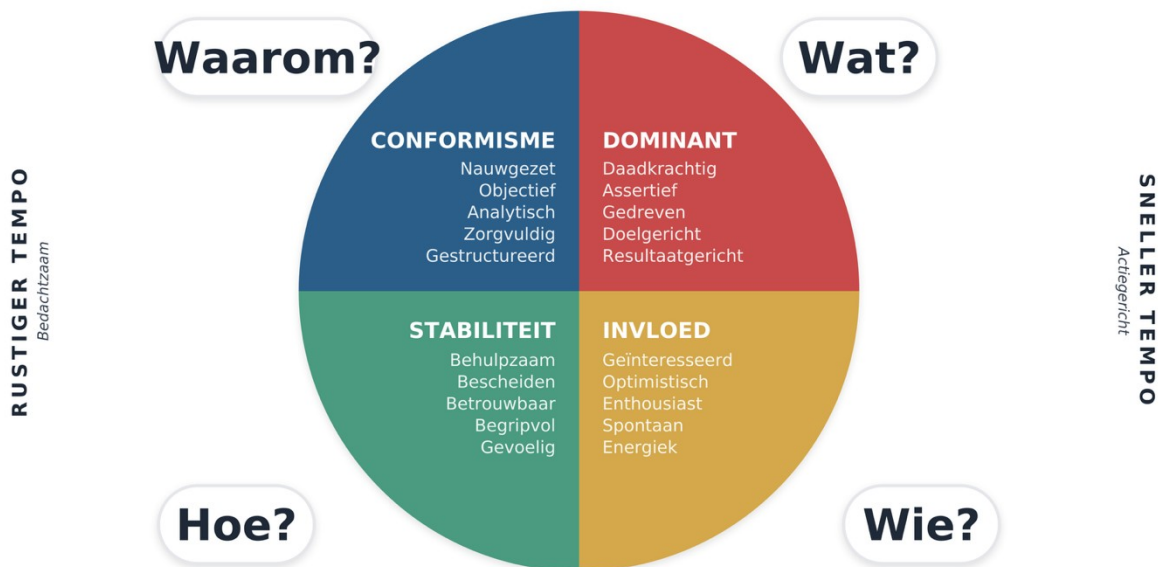 Waarom?
Wat?
CONFORMISME
Nauwgezet
Objectief
Analytisch
Zorgvuldig
Gestructureerd
DOMINANT
Daadkrachtig
Assertief
Gedreven
Doelgericht
Resultaatgericht
RUSTIGER TEMPO
Bedachtzaam
SNELLER TEMPO
Actiegericht
STABILITEIT
Behulpzaam
Bescheiden
Betrouwbaar
Begripvol
Gevoelig
INVLOED
Geïnteresseerd
Optimistisch
Enthousiast
Spontaan
Energiek
Hoe?
Wie?